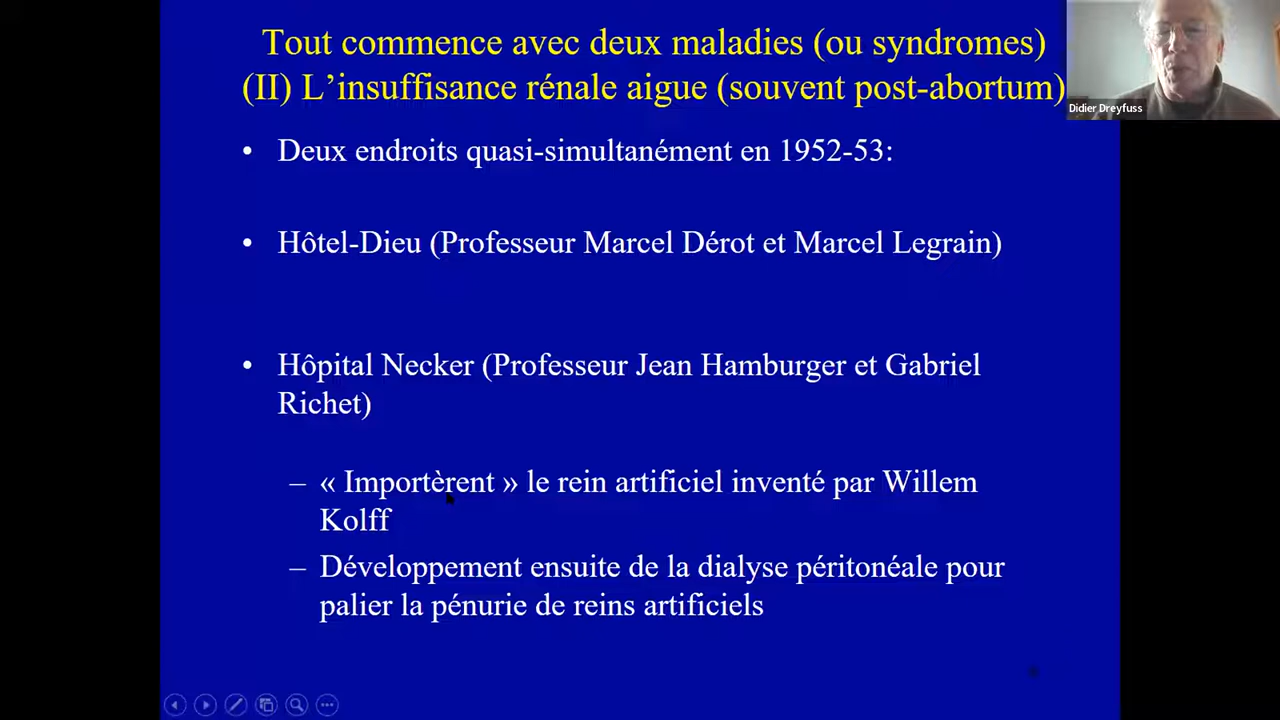 Tout commence avec deux maladies (ou syndromes)
(II) L’insuffisance rénale aigue (souvent post-abortum)
Didier Dreyfuss
• Deux endroits quasi-simultanément en 1952-53:
• Hôtel-Dieu (Professeur Marcel Dérot et Marcel Legrain)
• Hôpital Necker (Professeur Jean Hamburger et Gabriel
Richet)
– « Importèrent » le rein artificiel inventé par Willem
Kolff
– Développement ensuite de la dialyse péritonéale pour
palier la pénurie de reins artificiels